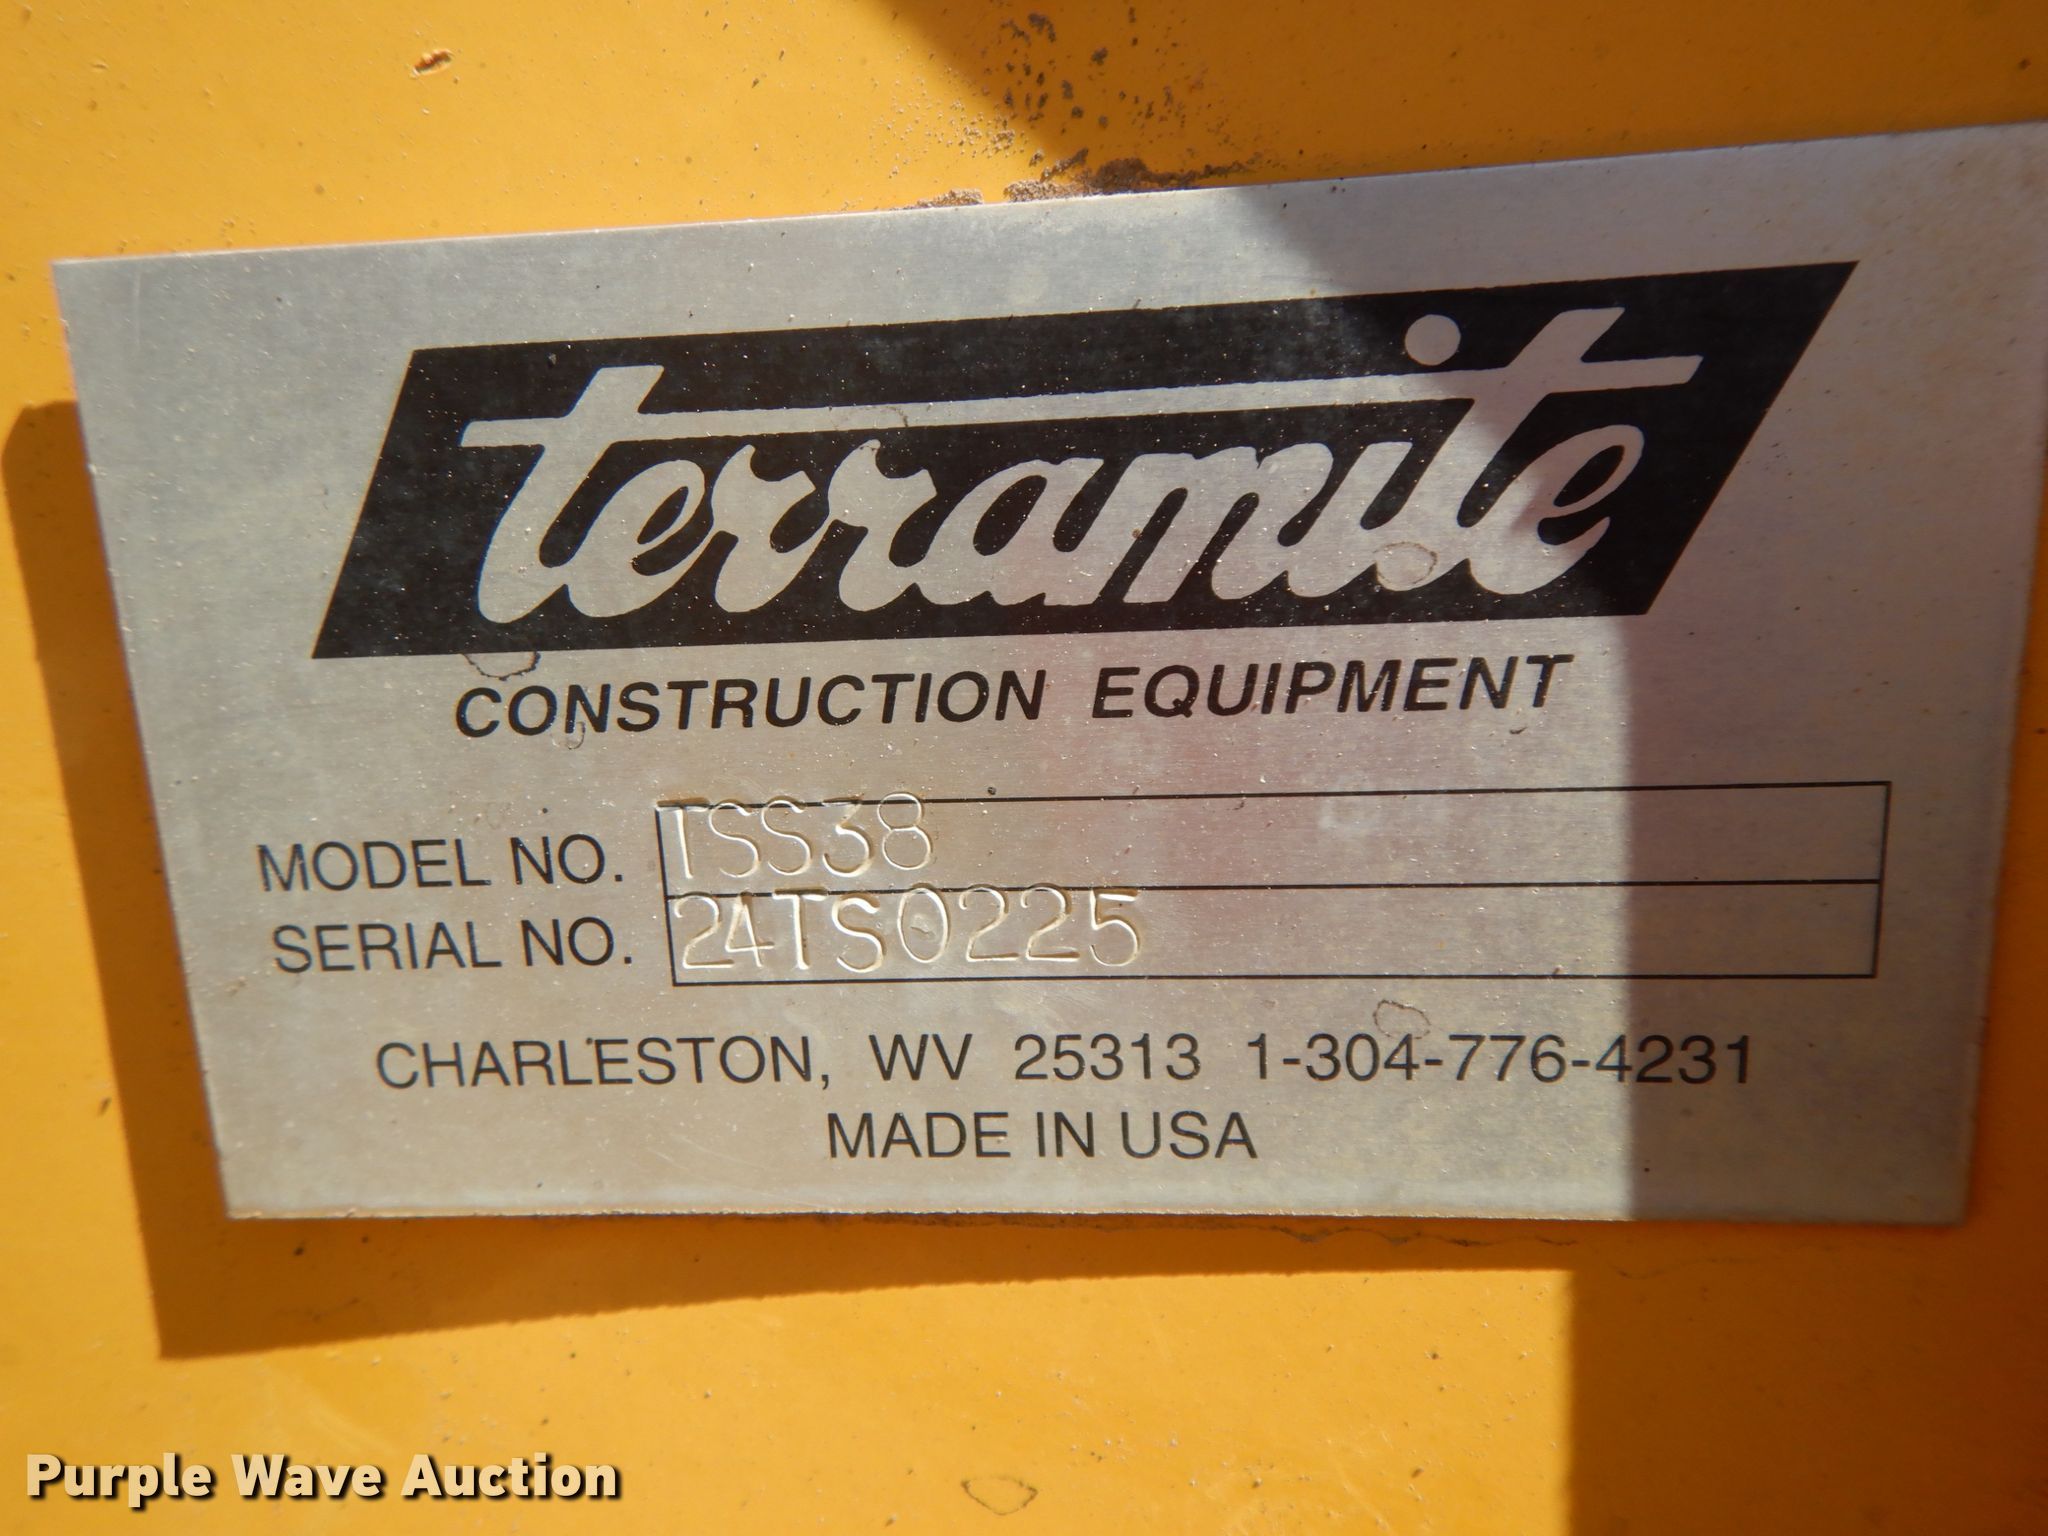 terramite
CONSTRUCTION EQUIPMENT
MODEL NO. TSS38
SERIAL NO. 24TS0225
CHARLESTON, WV 25313 1-304-776-4231
MADE IN USA
Purple Wave Auction